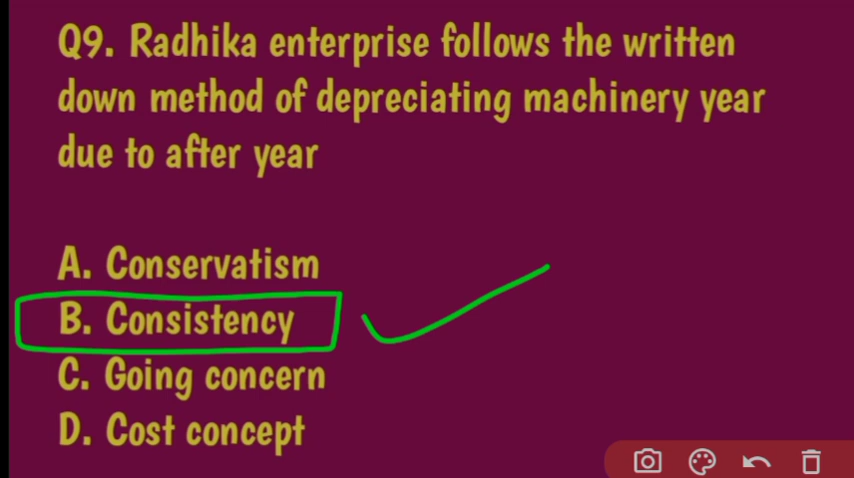 Q9. Radhika enterprise follows the written
down method of depreciating machinery year
due to after year
A. Conservatism
B. Consistency
C. Going concern
D. Cost concept